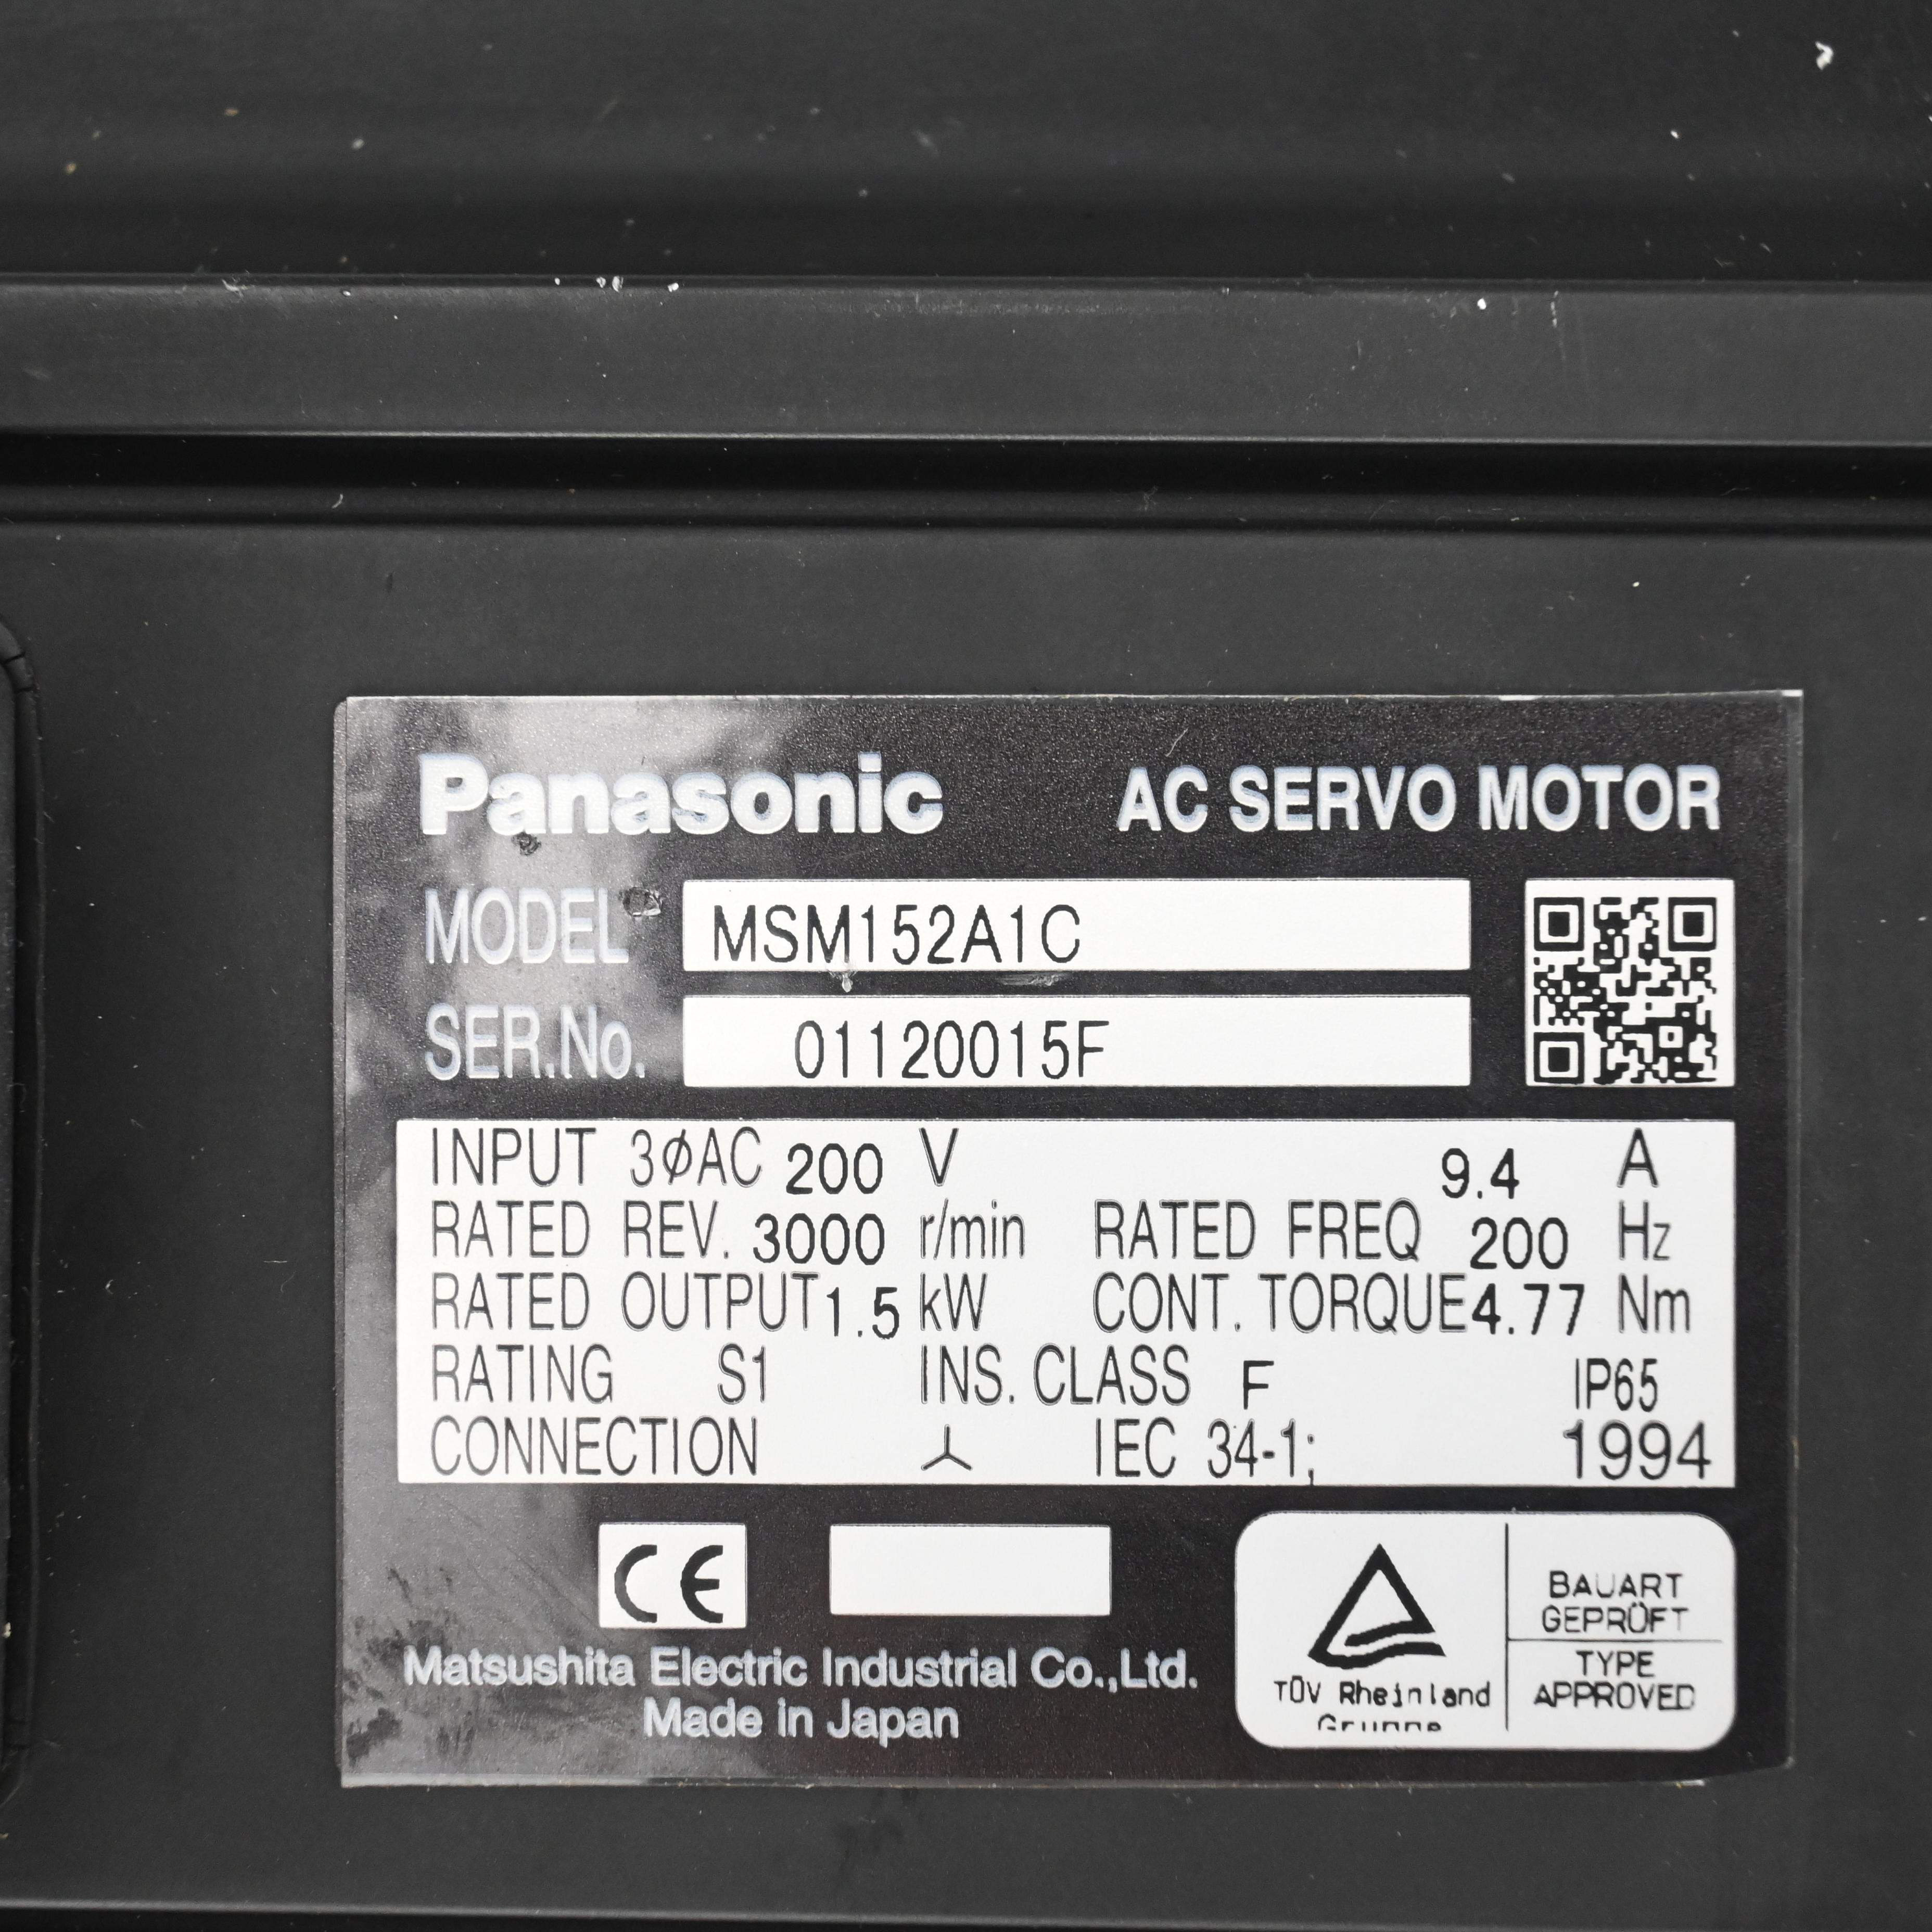 Panasonic AC SERVO MOTOR
MODEL MSM152A1C
SER.No. 01120015F
INPUT 3φAC 200 V 9.4 A
RATED REV. 3000 r/min RATED FREQ 200 Hz
RATED OUTPUT 1.5 kW CONT. TORQUE 4.77 Nm
RATING S1 INS. CLASS F IP65
CONNECTION IEC 34-1; 1994
CE
Matsushita Electric Industrial Co.,Ltd.
Made in Japan
TÜV Rheinland
Gruppe
BAUART
GEPRÜFT
TYPE
APPROVED